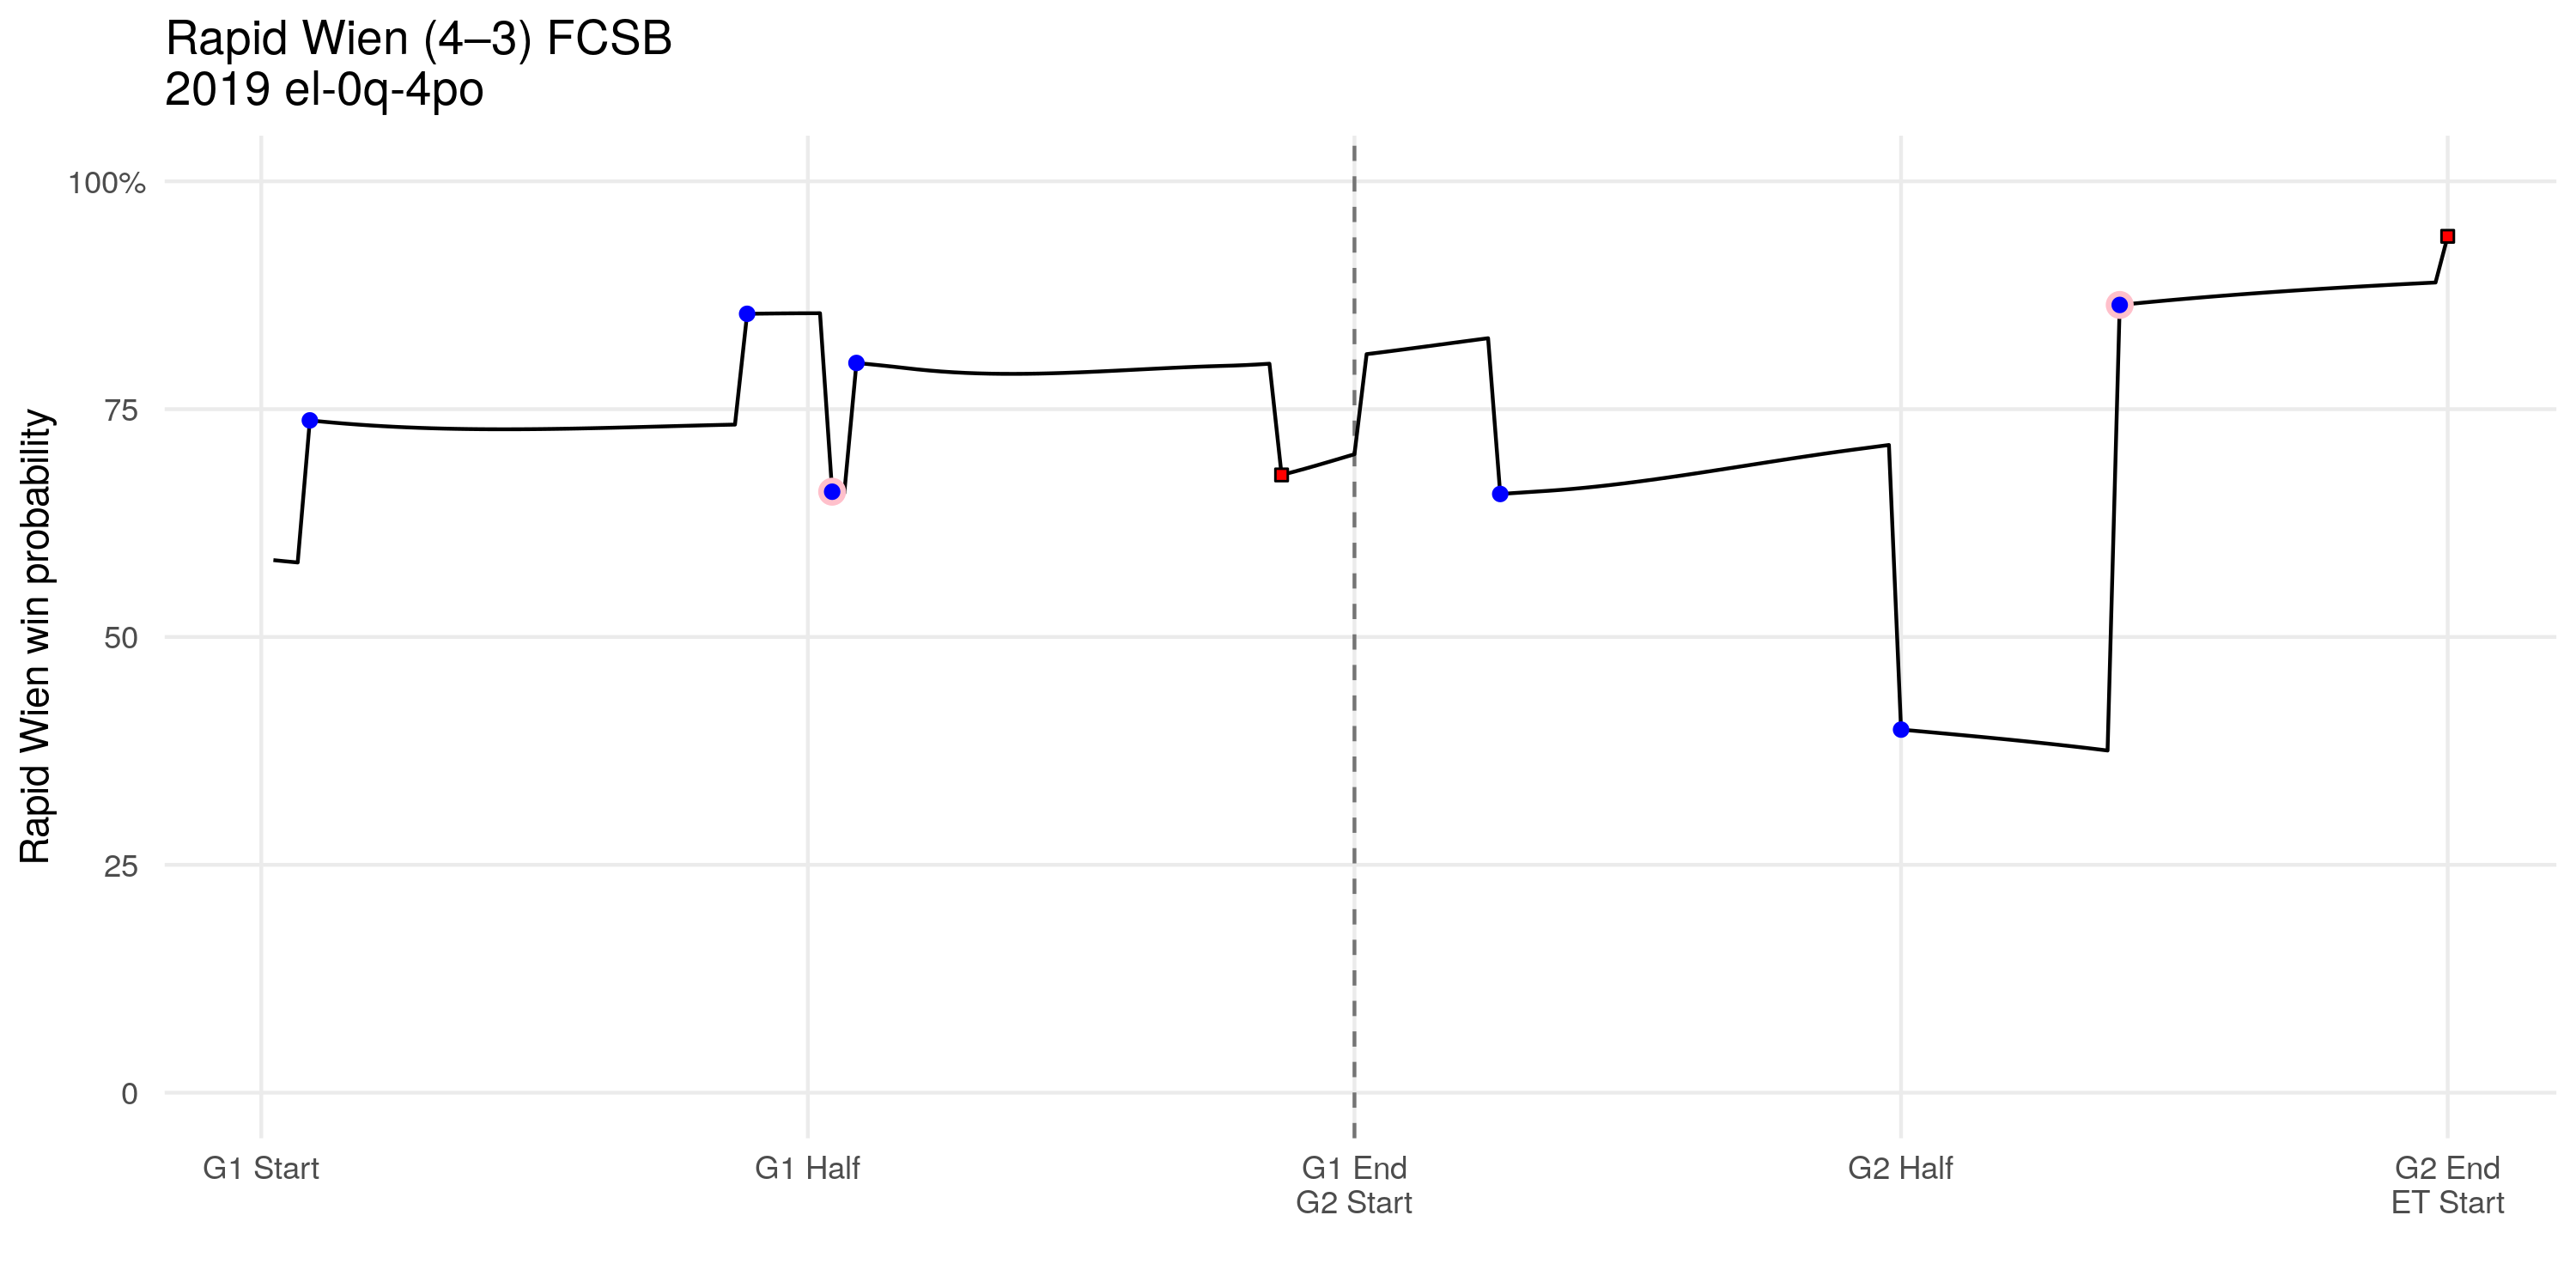 Rapid Wien (4–3) FCSB
2019 el-0q-4po
Rapid Wien win probability
100%
75
50
25
0
G1 Start
G1 Half
G1 End
G2 Start
G2 Half
G2 End
ET Start